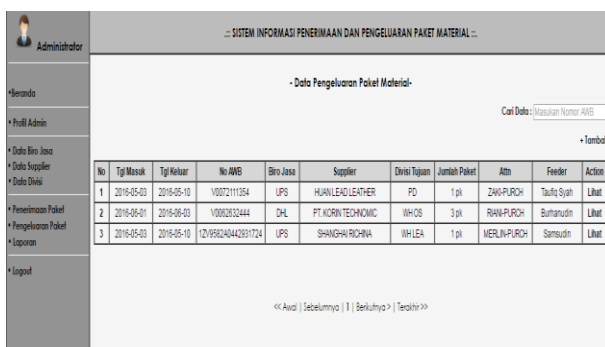 Administrator
.:: SISTEM INFORMASI PENERIMAAN DAN PENGELUARAN PAKET MATERIAL ::.
•Beranda
• Profil Admin
• Data Biro Jasa
• Data Supplier
• Data Divisi
• Penerimaan Paket
• Pengeluaran Paket
• Laporan
• Logout
- Data Pengeluaran Paket Material-
Cari Data : Masukan Nomor AWB
+ Tambah
No Tgl Masuk Tgl Keluar No AWB Biro Jasa Supplier Divisi Tujuan Jumlah Paket Attn Feeder Action
1 2016-05-03 2016-05-10 V0072111354 UPS HUAN LEAD LEATHER PD 1 pk ZAKI-PURCH Taufiq Syah Lihat
2 2016-06-01 2016-06-03 V0062632444 DHL PT. KORIN TECHNOMIC WH OS 3 pk RIANI-PURCH Burhanudin Lihat
3 2016-05-03 2016-05-10 1ZV9562A0442931724 UPS SHANGHAI RICHINA WH LEA 1 pk MERLIN-PURCH Samsudin Lihat
<< Awal | Sebelumnya | 1 | Berikutnya > | Terakhir >>